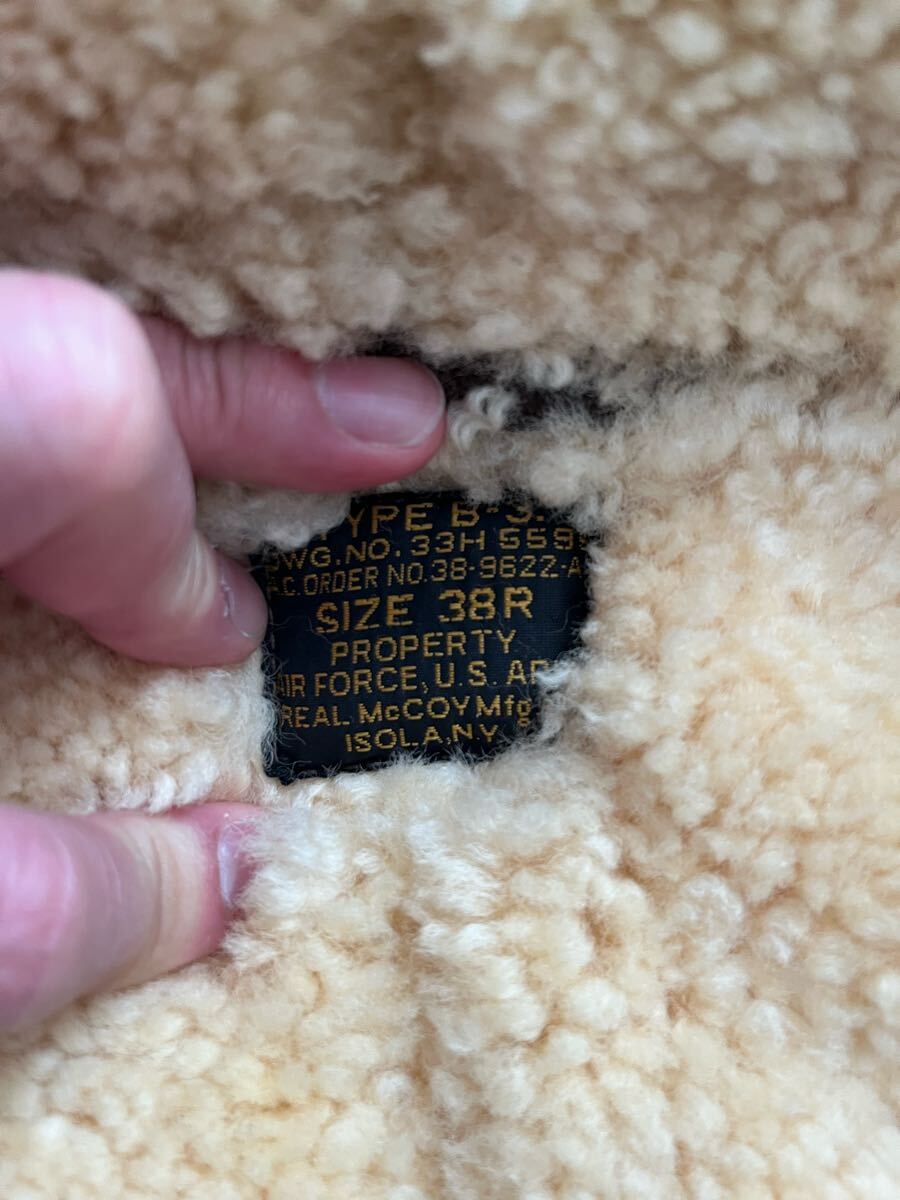 TYPE B-3
DWG.NO. 33H 559
A.C.ORDER NO.38-9622-A
SIZE 38R
PROPERTY
AIR FORCE, U.S. AR
REAL McCOY Mfg
ISOLA,N.Y